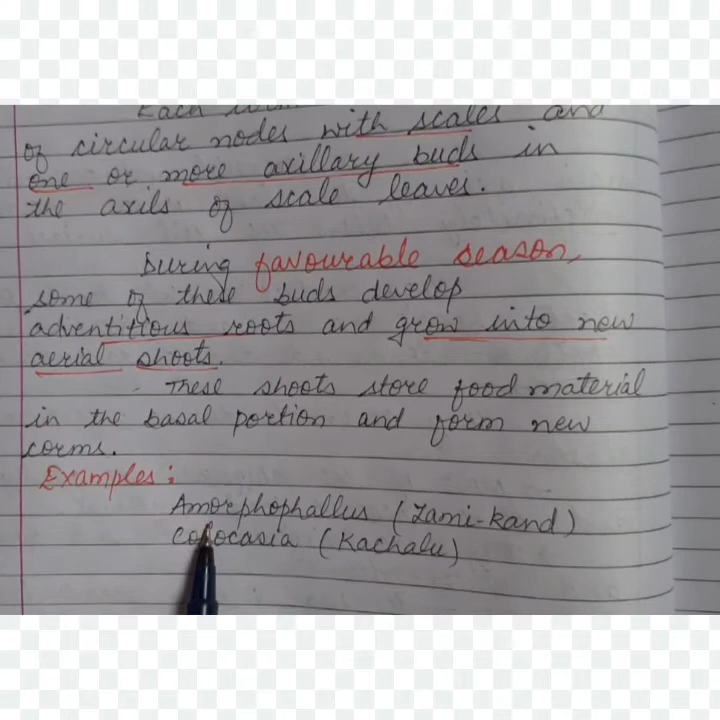 Each
of circular nodes with scales and
one or more axillary buds in
the axils of scale leaves.
During favourable season,
some of these buds develop
adventitious roots and grow into new
aerial shoots.
These shoots store food material
in the basal portion and form new
corms.
Examples:
Amorphophallus (Zami-kand)
Colocasia (Kachalu)